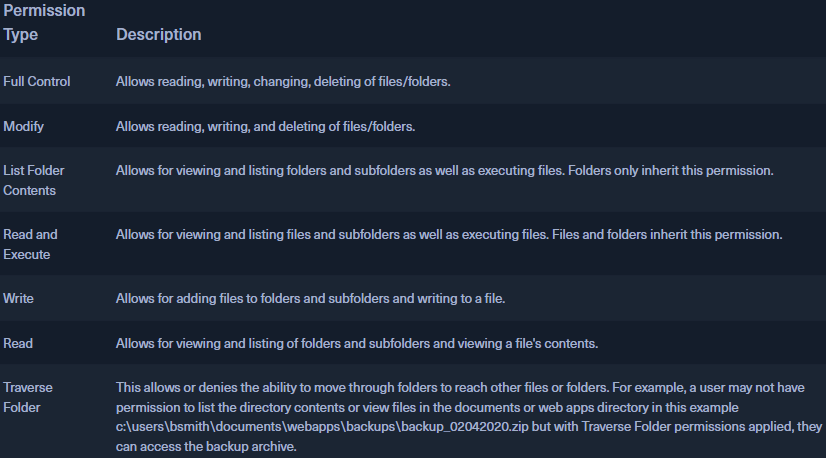 Permission
Type Description
Full Control Allows reading, writing, changing, deleting of files/folders.
Modify Allows reading, writing, and deleting of files/folders.
List Folder Allows for viewing and listing folders and subfolders as well as executing files. Folders only inherit this permission.
Contents
Read and Allows for viewing and listing files and subfolders as well as executing files. Files and folders inherit this permission.
Execute
Write Allows for adding files to folders and subfolders and writing to a file.
Read Allows for viewing and listing of folders and subfolders and viewing a file's contents.
Traverse This allows or denies the ability to move through folders to reach other files or folders. For example, a user may not have
Folder permission to list the directory contents or view files in the documents or web apps directory in this example
c:\users\bsmith\documents\webapps\backups\backup_02042020.zip but with Traverse Folder permissions applied, they
can access the backup archive.